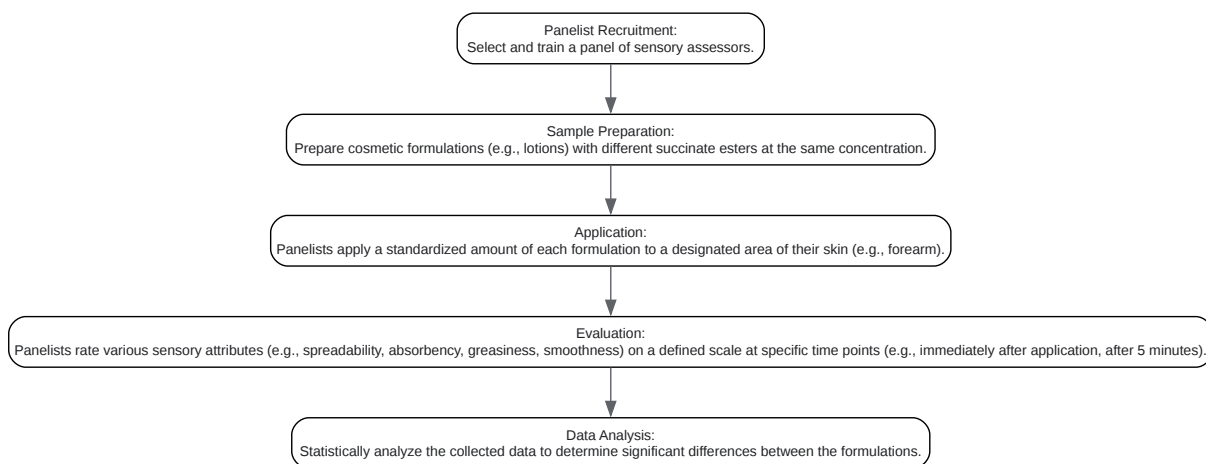 Panelist Recruitment:
Select and train a panel of sensory assessors.
Sample Preparation:
Prepare cosmetic formulations (e.g., lotions) with different succinate esters at the same concentration.
Application:
Panelists apply a standardized amount of each formulation to a designated area of their skin (e.g., forearm).
Evaluation:
Panelists rate various sensory attributes (e.g., spreadability, absorbency, greasiness, smoothness) on a defined scale at specific time points (e.g., immediately after application, after 5 minutes).
Data Analysis:
Statistically analyze the collected data to determine significant differences between the formulations.